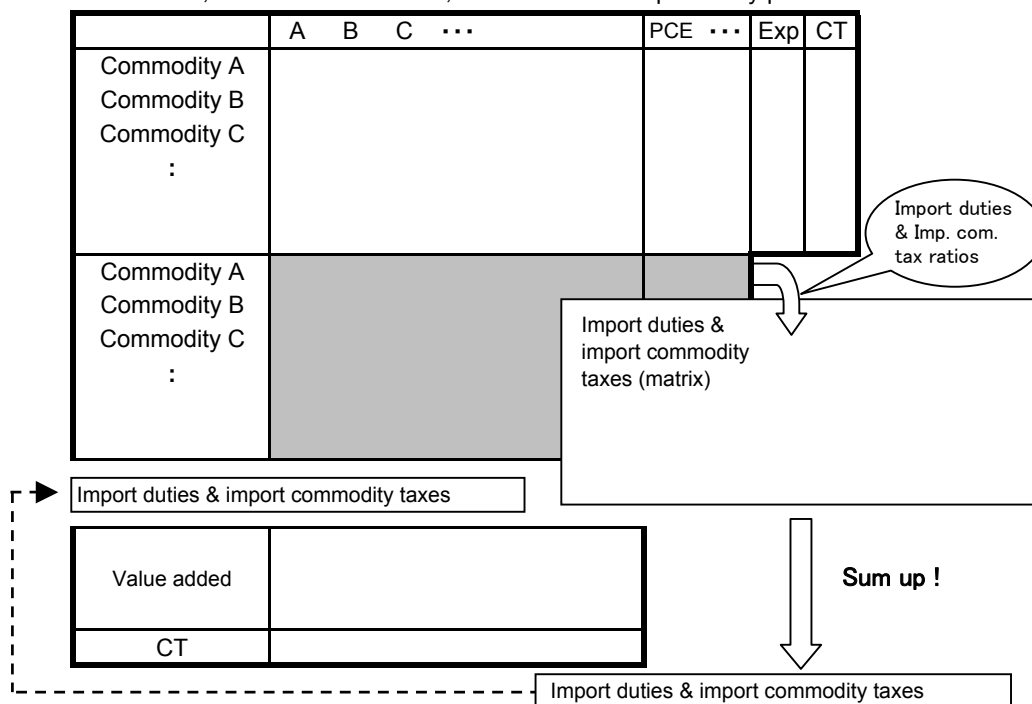 A B C ··· PCE ··· Exp CT
Commodity A
Commodity B
Commodity C
:
Import duties
& Imp. com.
tax ratios
Commodity A
Commodity B
Commodity C
:
Import duties &
import commodity
taxes (matrix)
Import duties & import commodity taxes
Value added
Sum up !
CT
Import duties & import commodity taxes